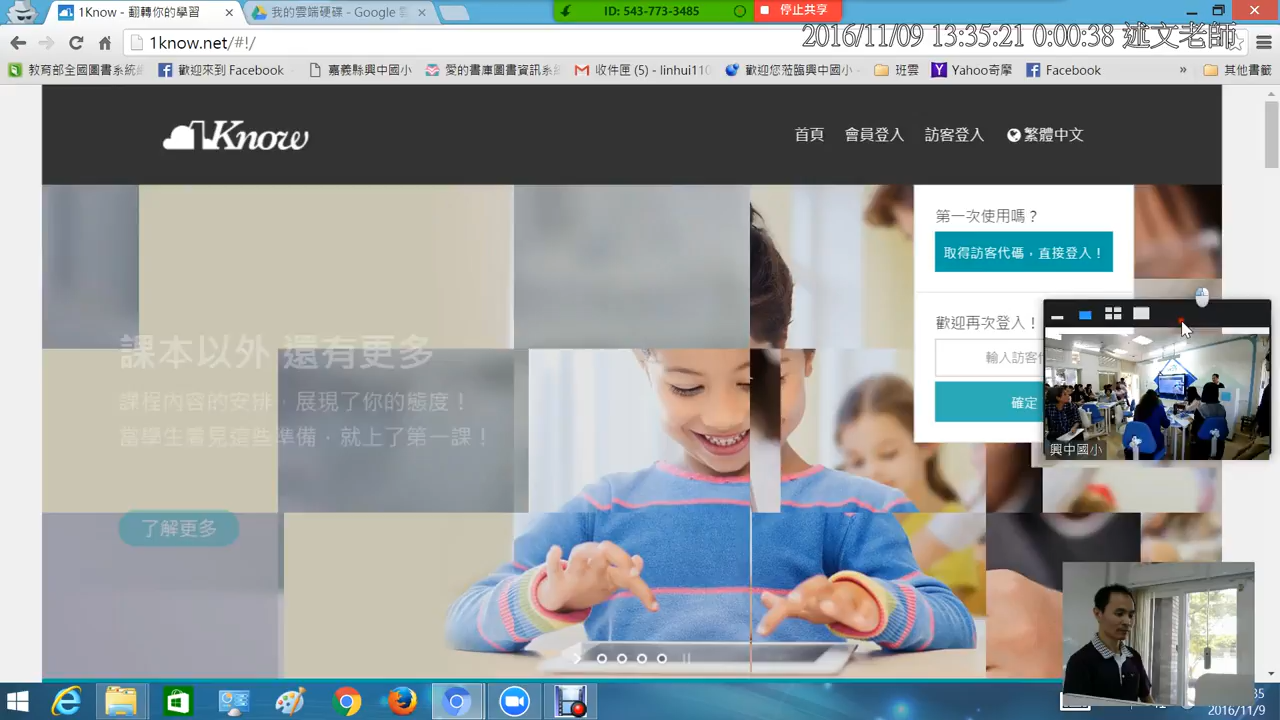 1Know - 翻轉你的學習
我的雲端硬碟 - Google 雲
ID: 543-773-3485
停止共享
1know.net/#!/
2016/11/09 13:35:21 0:00:38 述文老師
教育部全國圖書系統
歡迎來到 Facebook
嘉義縣興中國小
愛的書庫圖書資訊系統
收件匣 (5) - linhui110
歡迎您蒞臨興中國小
班雲
Yahoo奇摩
Facebook
»
其他書籤
1Know
首頁
會員登入
訪客登入
繁體中文
第一次使用嗎？
取得訪客代碼，直接登入！
歡迎再次登入！
輸入訪客
確定
興中國小
課本以外 還有更多
課程內容的安排，展現了你的態度！
當學生看見這些準備，就上了第一課！
了解更多
35
2016/11/9